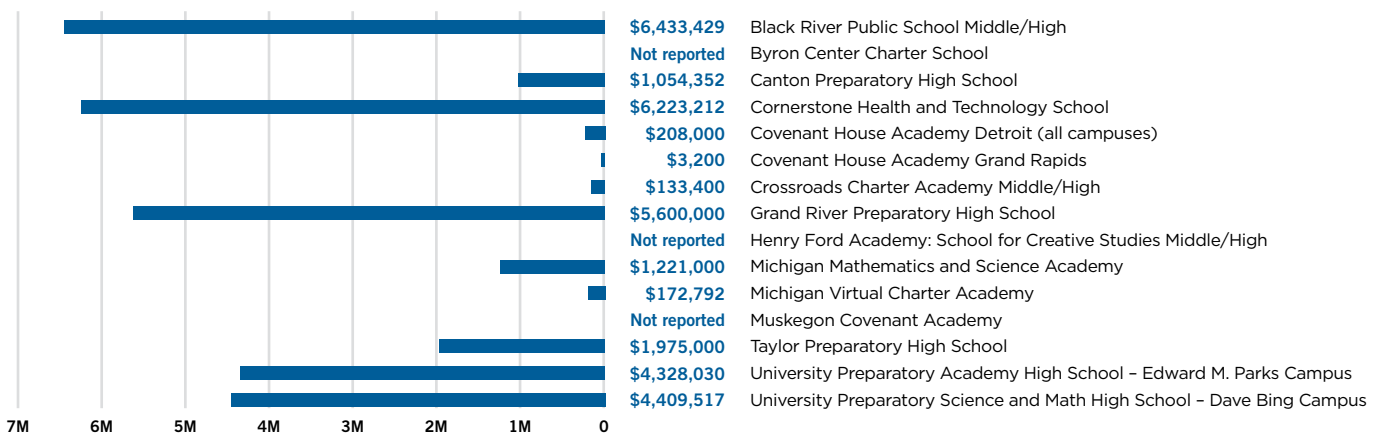 $6,433,429 Black River Public School Middle/High
Not reported Byron Center Charter School
$1,054,352 Canton Preparatory High School
$6,223,212 Cornerstone Health and Technology School
$208,000 Covenant House Academy Detroit (all campuses)
$3,200 Covenant House Academy Grand Rapids
$133,400 Crossroads Charter Academy Middle/High
$5,600,000 Grand River Preparatory High School
Not reported Henry Ford Academy: School for Creative Studies Middle/High
$1,221,000 Michigan Mathematics and Science Academy
$172,792 Michigan Virtual Charter Academy
Not reported Muskegon Covenant Academy
$1,975,000 Taylor Preparatory High School
$4,328,030 University Preparatory Academy High School – Edward M. Parks Campus
$4,409,517 University Preparatory Science and Math High School – Dave Bing Campus
7M 6M 5M 4M 3M 2M 1M 0